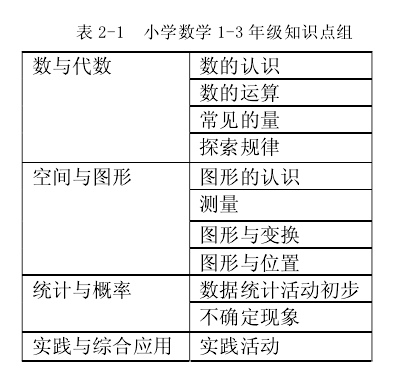 表 2-1 小学数学 1-3 年级知识点组
数与代数 数的认识
数的运算
常见的量
探索规律
空间与图形 图形的认识
测量
图形与变换
图形与位置
统计与概率 数据统计活动初步
不确定现象
实践与综合应用 实践活动